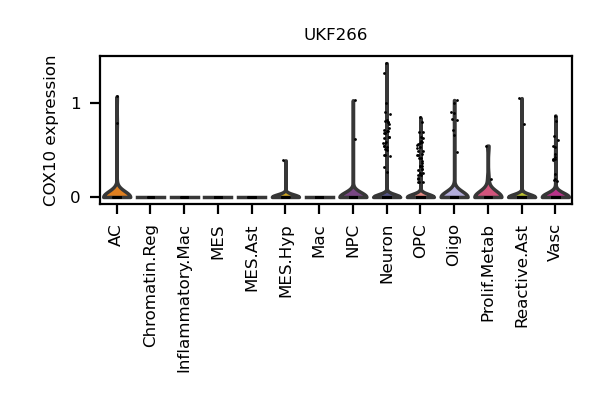 UKF266
COX10 expression
1
0
AC
Chromatin.Reg
Inflammatory.Mac
MES
MES.Ast
MES.Hyp
Mac
NPC
Neuron
OPC
Oligo
Prolif.Metab
Reactive.Ast
Vasc